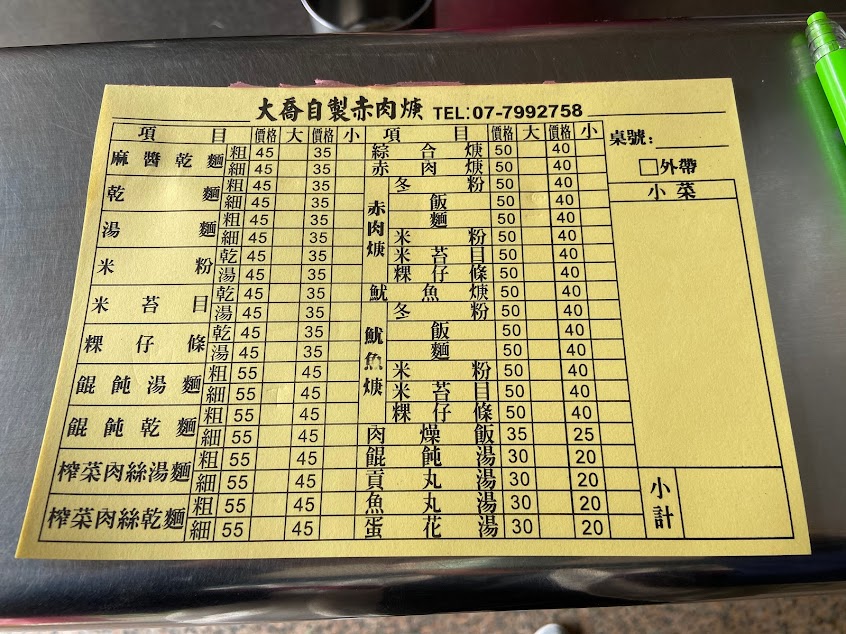 大喬自製赤肉焿 TEL:07-7992758
項目 價格 大 價格 小 項目 價格 大 價格 小
桌號:
外帶
小菜
麻醬乾麵 粗 45 35 綜合焿 50 40
細 45 35 赤肉焿 50 40
乾麵 粗 45 35 赤肉焿 冬粉 50 40
細 45 35 飯 50 40
湯麵 粗 45 35 麵 50 40
細 45 35 米粉 50 40
米粉 乾 45 35 米苔目 50 40
湯 45 35 粿仔條 50 40
米苔目 乾 45 35 魷魚焿 50 40
湯 45 35 魷魚焿 冬粉 50 40
粿仔條 乾 45 35 飯 50 40
湯 45 35 麵 50 40
餛飩湯麵 粗 55 45 米粉 50 40
細 55 45 米苔目 50 40
餛飩乾麵 粗 55 45 粿仔條 50 40
細 55 45 肉燥飯 35 25
榨菜肉絲湯麵 粗 55 45 餛飩湯 30 20
細 55 45 貢丸湯 30 20
榨菜肉絲乾麵 粗 55 45 魚丸湯 30 20
細 55 45 蛋花湯 30 20
小計